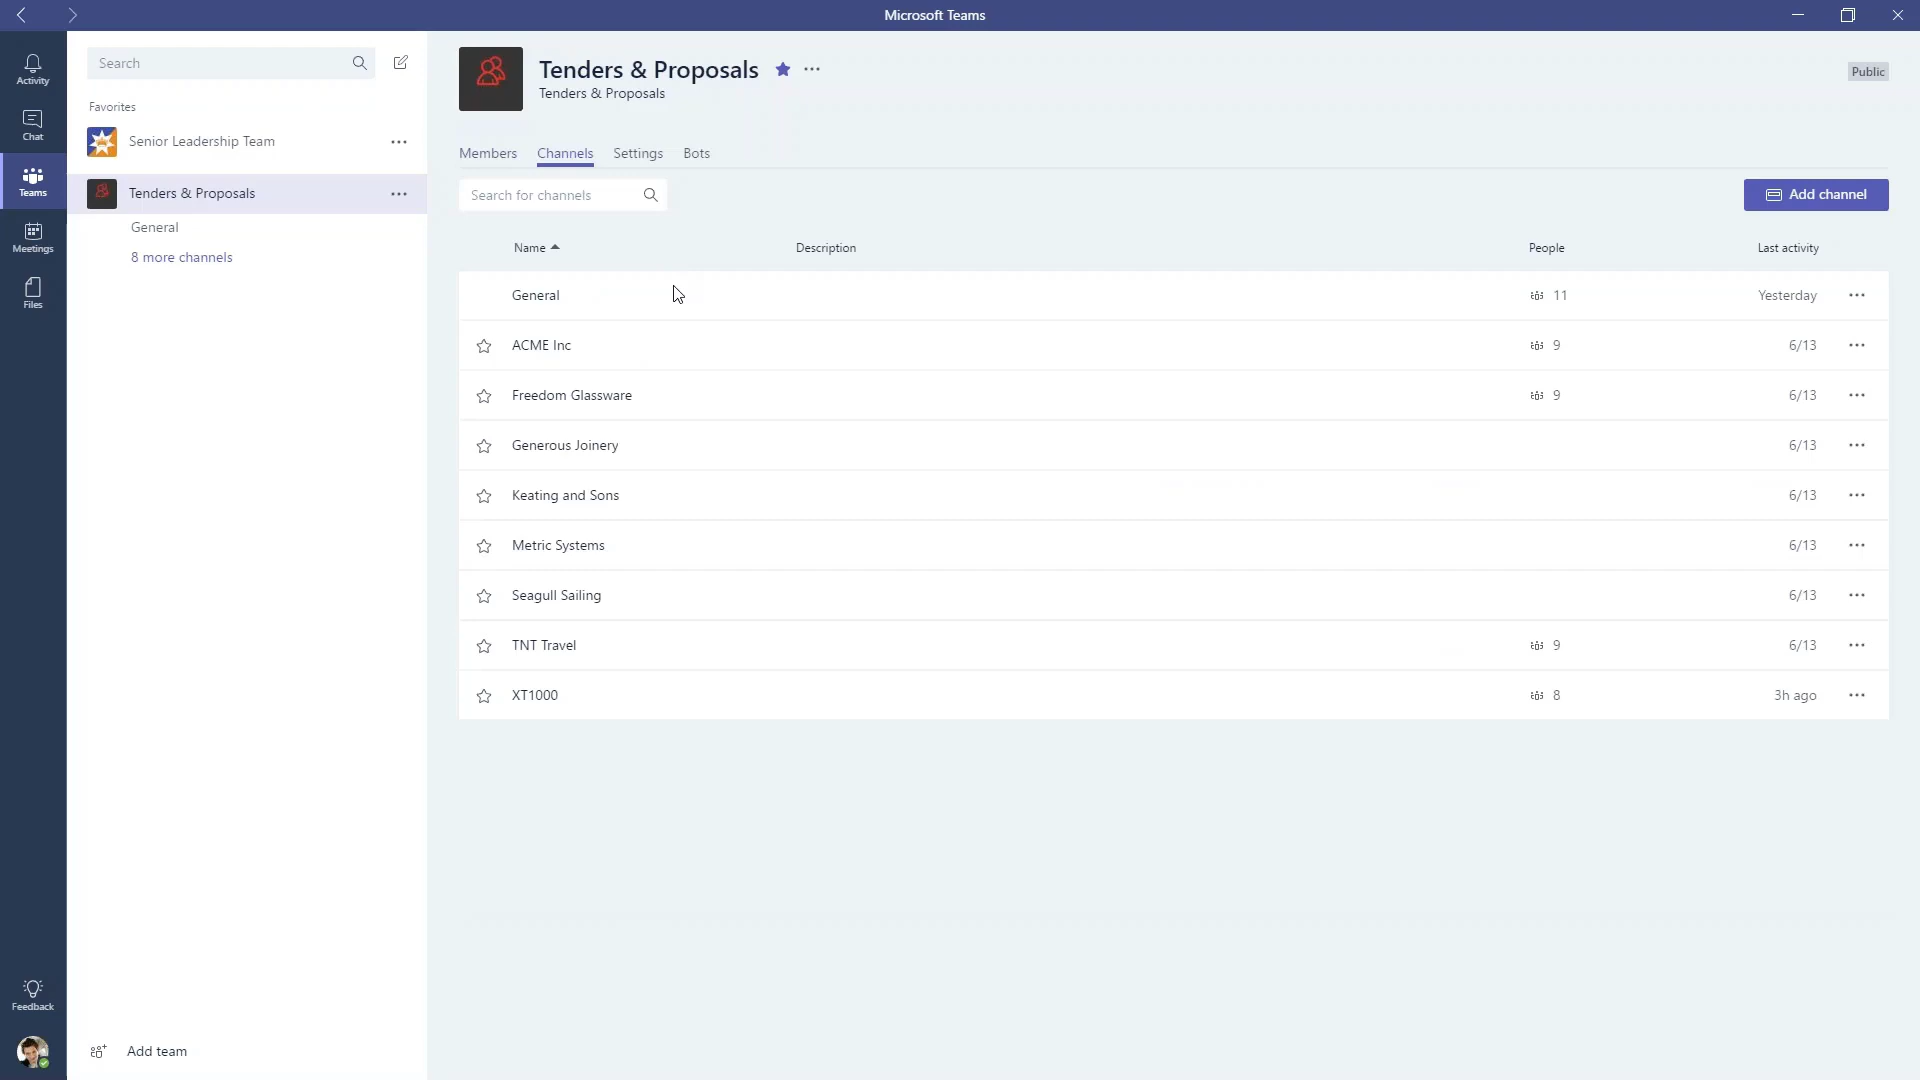 Microsoft Teams
Activity
Chat
Teams
Meetings
Files
Feedback
Search
Favorites
Senior Leadership Team
Tenders & Proposals
General
8 more channels
Add team
Tenders & Proposals
Tenders & Proposals
Public
Members Channels Settings Bots
Search for channels
Add channel
Name Description People Last activity
General 11 Yesterday
ACME Inc 9 6/13
Freedom Glassware 9 6/13
Generous Joinery 6/13
Keating and Sons 6/13
Metric Systems 6/13
Seagull Sailing 6/13
TNT Travel 9 6/13
XT1000 8 3h ago